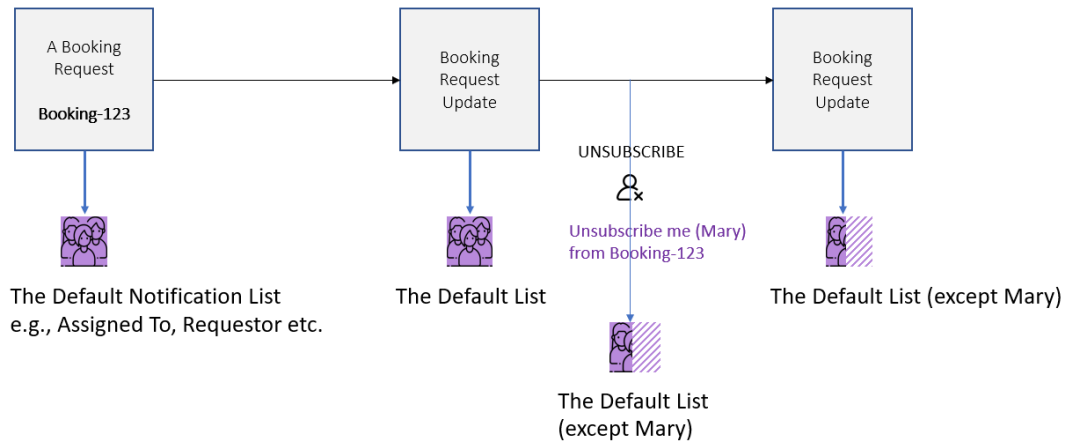 A Booking
Request
Booking-123
Booking
Request
Update
Booking
Request
Update
UNSUBSCRIBE
Unsubscribe me (Mary)
from Booking-123
The Default Notification List
e.g., Assigned To, Requestor etc.
The Default List
The Default List (except Mary)
The Default List
(except Mary)